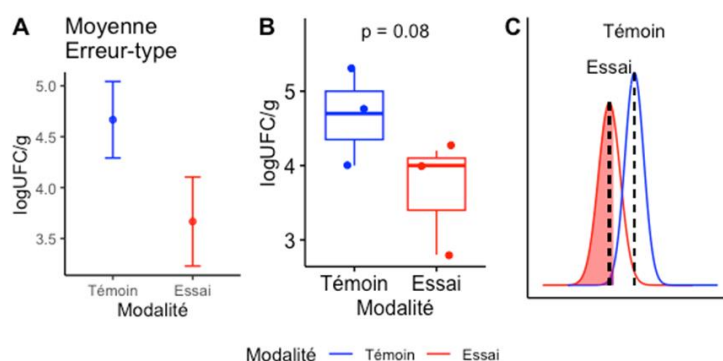 A
Moyenne
Erreur-type
logUFC/g
5.0
4.5
4.0
3.5
Témoin
Essai
Modalité
B
p = 0.08
logUFC/g
5
4
3
Témoin
Essai
Modalité
C
Témoin
Essai
Modalité Témoin Essai